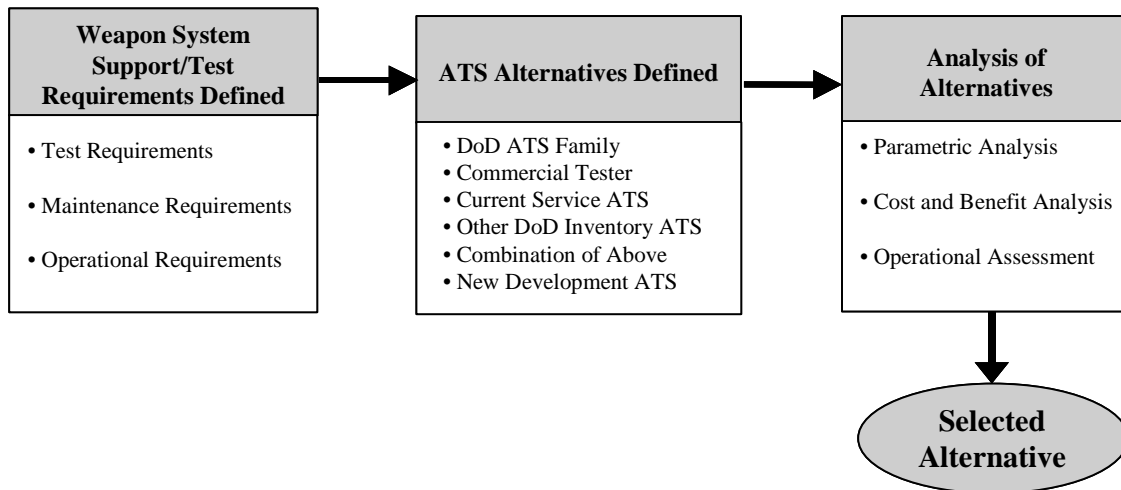 Weapon System
Support/Test
Requirements Defined
• Test Requirements
• Maintenance Requirements
• Operational Requirements
ATS Alternatives Defined
• DoD ATS Family
• Commercial Tester
• Current Service ATS
• Other DoD Inventory ATS
• Combination of Above
• New Development ATS
Analysis of
Alternatives
• Parametric Analysis
• Cost and Benefit Analysis
• Operational Assessment
Selected
Alternative